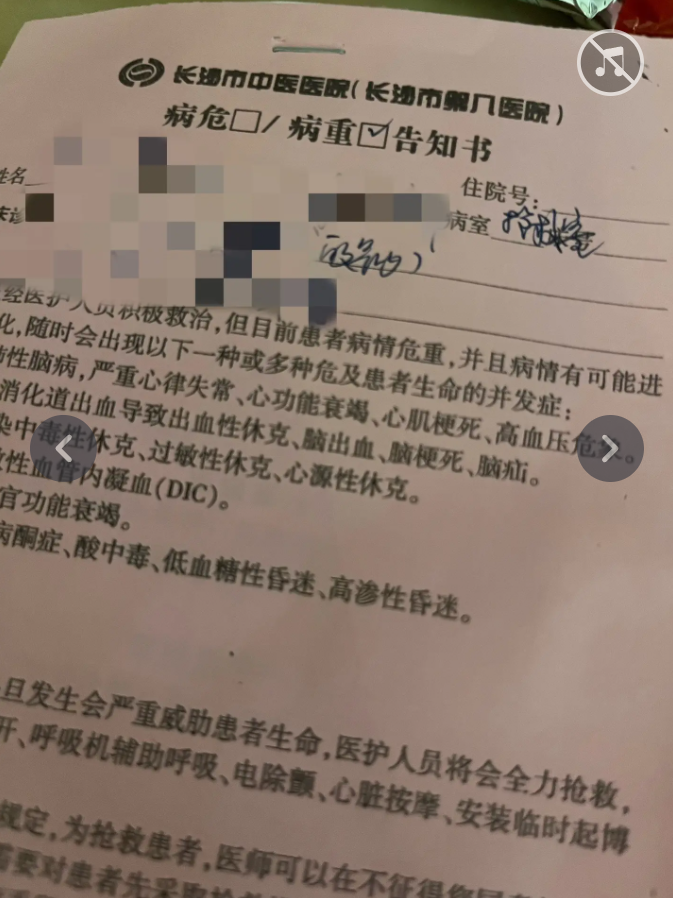 长沙市中医医院(长沙市第八医院)
病危□/病重☑告知书
姓名
住院号:
病室 抢救室
经医护人员积极救治,但目前患者病情危重,并且病情有可能进
化,随时会出现以下一种或多种危及患者生命的并发症:
肺性脑病,严重心律失常、心功能衰竭、心肌梗死、高血压危象。
消化道出血导致出血性休克、脑出血、脑梗死、脑疝。
染中毒性休克、过敏性休克、心源性休克。
性血管内凝血(DIC)。
官功能衰竭。
病酮症、酸中毒、低血糖性昏迷、高渗性昏迷。
旦发生会严重威胁患者生命,医护人员将会全力抢救,
开、呼吸机辅助呼吸、电除颤、心脏按摩、安装临时起博
规定,为抢救患者,医师可以在不征得您同
需要对患者先采取抢